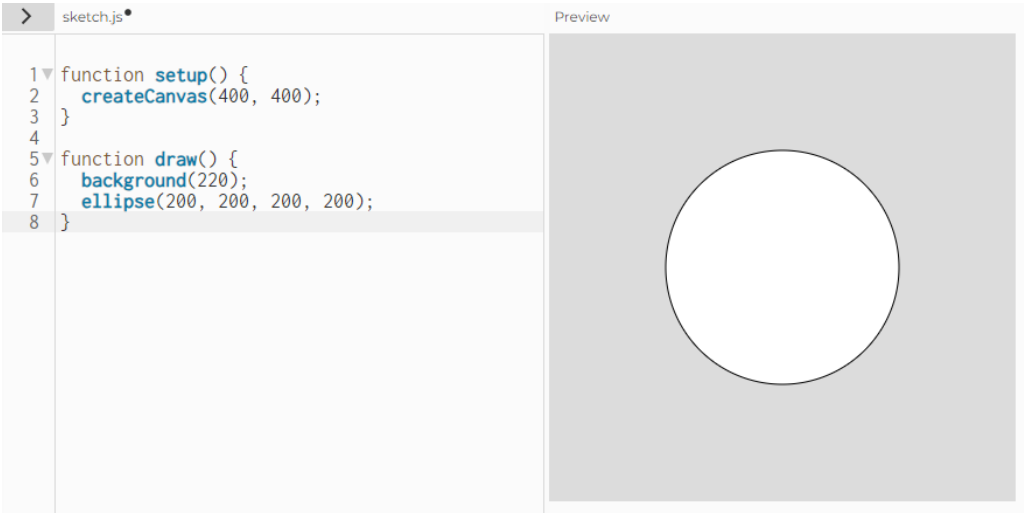 sketch.js
Preview
1 function setup() {
2 createCanvas(400, 400);
3 }
4
5 function draw() {
6 background(220);
7 ellipse(200, 200, 200, 200);
8 }